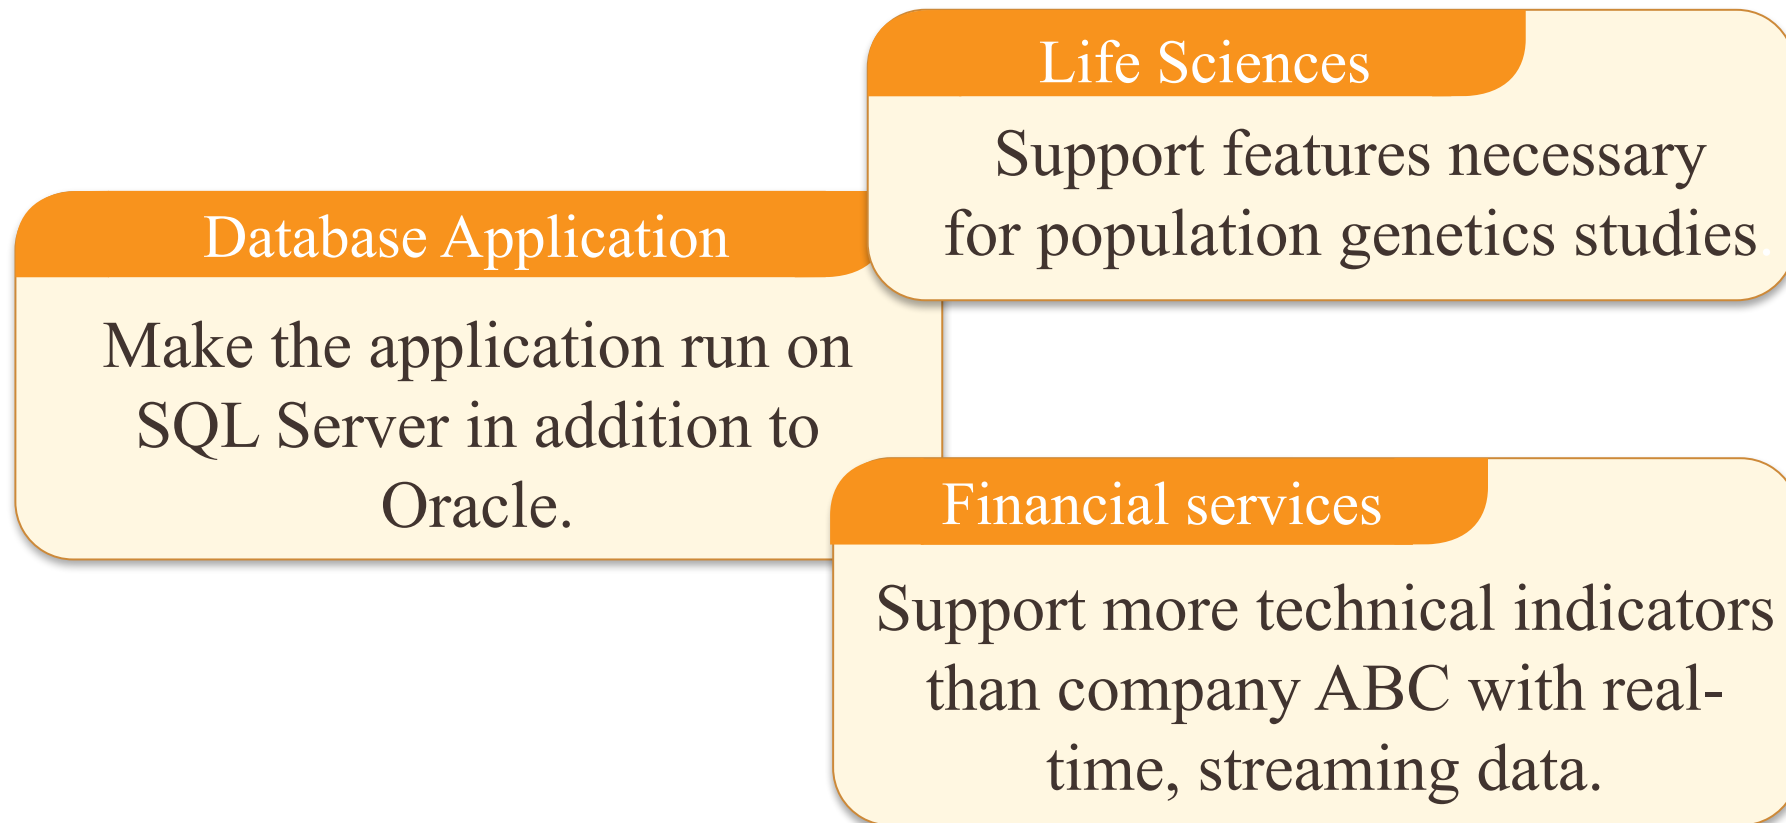 Life Sciences
Support features necessary
for population genetics studies.
Database Application
Make the application run on
SQL Server in addition to
Oracle.
Financial services
Support more technical indicators
than company ABC with real-
time, streaming data.